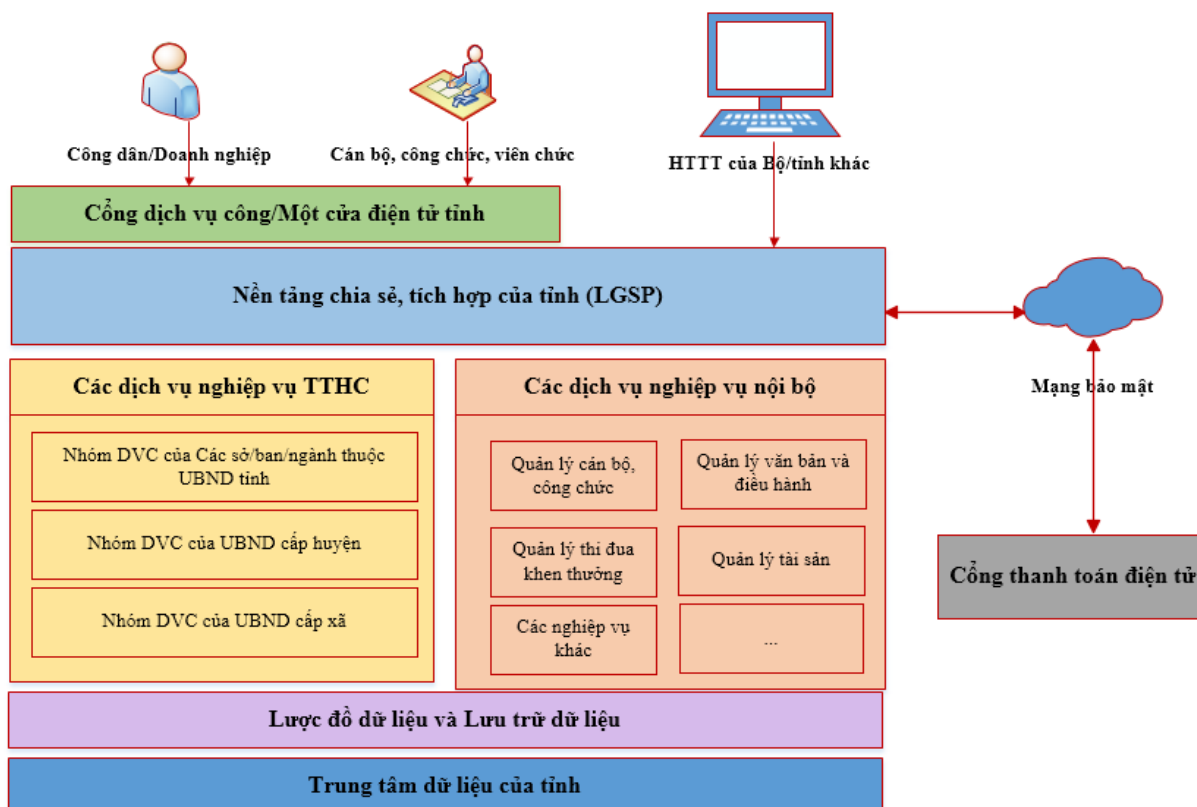 Công dân/Doanh nghiệp
Cán bộ, công chức, viên chức
HTTT của Bộ/tỉnh khác
Cổng dịch vụ công/Một cửa điện tử tỉnh
Nền tảng chia sẻ, tích hợp của tỉnh (LGSP)
Mạng bảo mật
Các dịch vụ nghiệp vụ TTHC
Nhóm DVC của Các sở/ban/ngành thuộc
UBND tỉnh
Nhóm DVC của UBND cấp huyện
Nhóm DVC của UBND cấp xã
Các dịch vụ nghiệp vụ nội bộ
Quản lý cán bộ,
công chức
Quản lý văn bản và
điều hành
Quản lý thi đua
khen thưởng
Quản lý tài sản
Các nghiệp vụ
khác
...
Cổng thanh toán điện tử
Lược đồ dữ liệu và Lưu trữ dữ liệu
Trung tâm dữ liệu của tỉnh